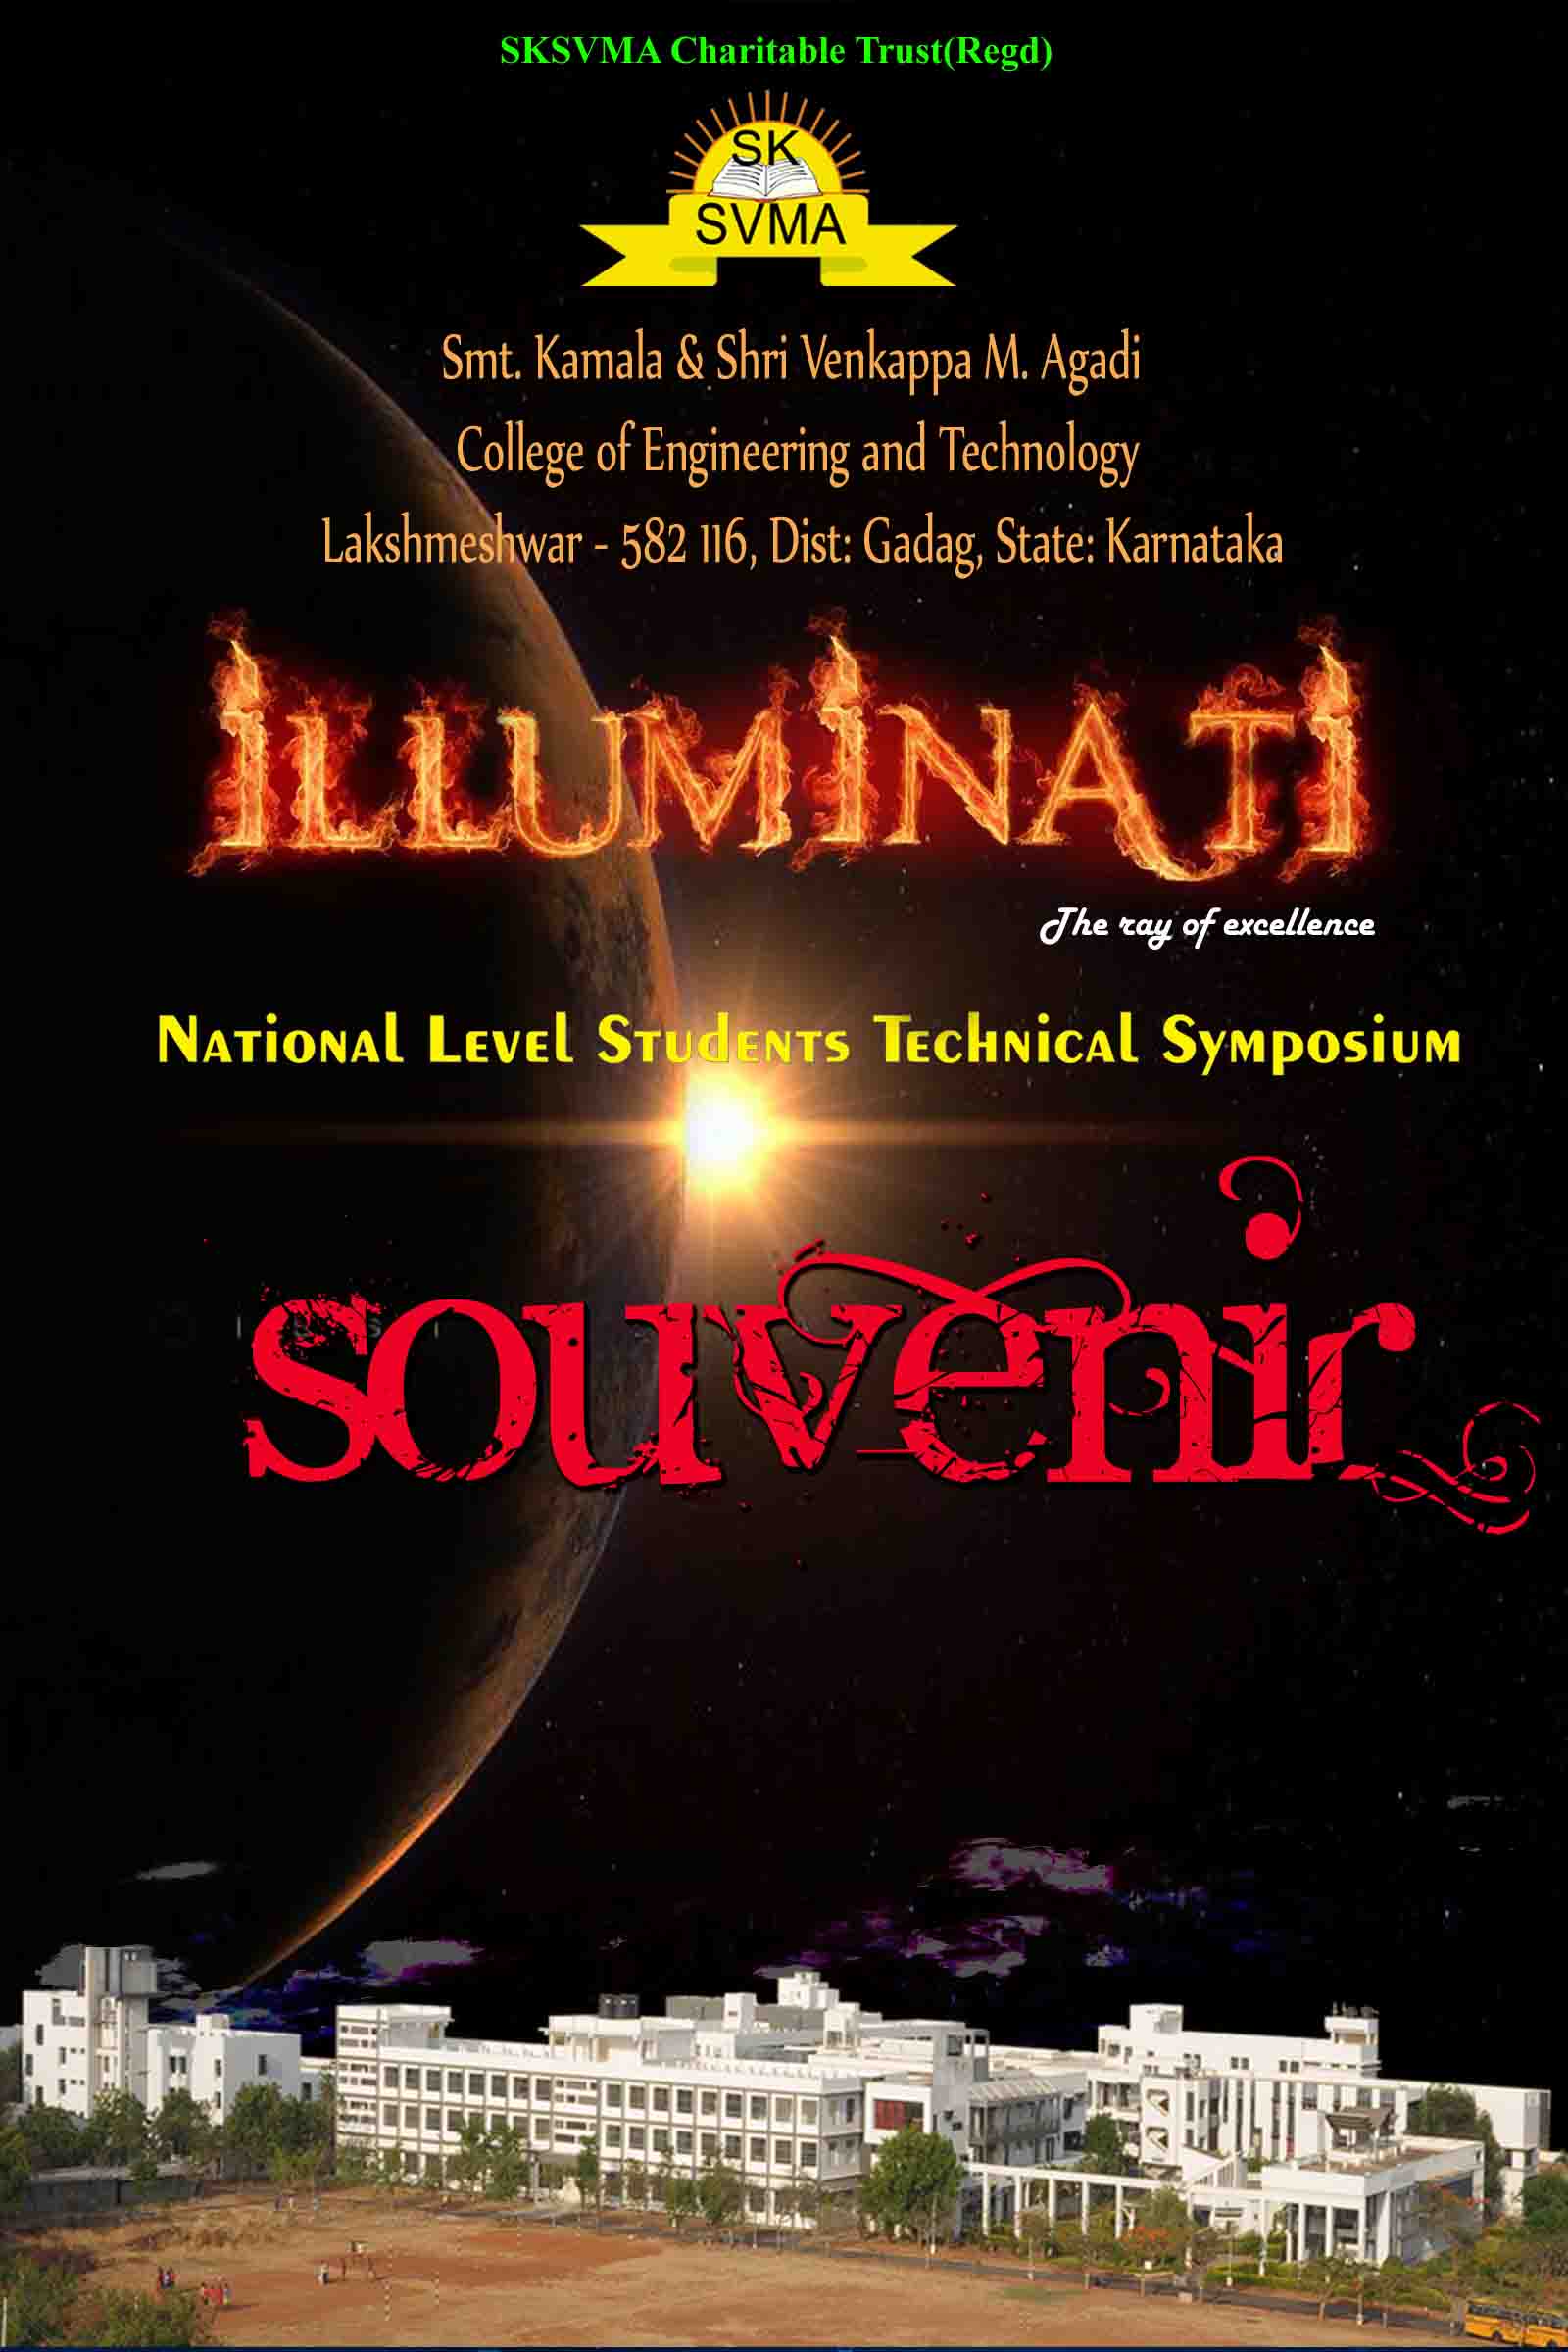 SKSVMA Charitable Trust(Regd)
SK
SVMA
Smt. Kamala & Shri Venkappa M. Agadi
College of Engineering and Technology
Lakshmeshwar - 582 116, Dist: Gadag, State: Karnataka
ILLUMINATI
The ray of excellence
National Level Students Technical Symposium
souvenir